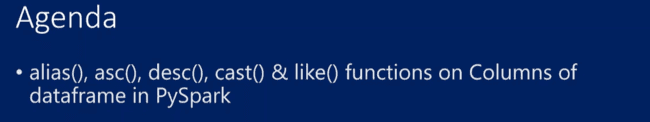 Agenda
• alias(), asc(), desc(), cast() & like() functions on Columns of
dataframe in PySpark